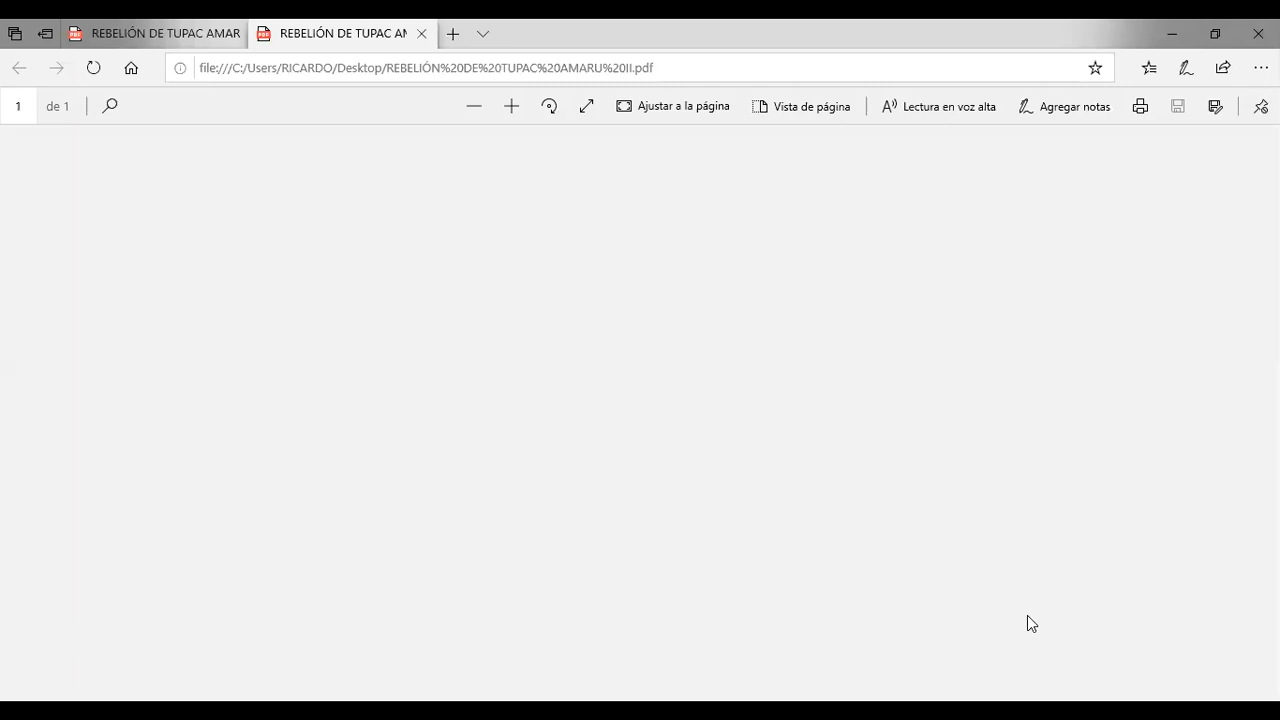 REBELIÓN DE TUPAC AMAR
REBELIÓN DE TUPAC AM
file:///C:/Users/RICARDO/Desktop/REBELIÓN%20DE%20TUPAC%20AMARU%20II.pdf
1 de 1 Ajustar a la página Vista de página Lectura en voz alta Agregar notas